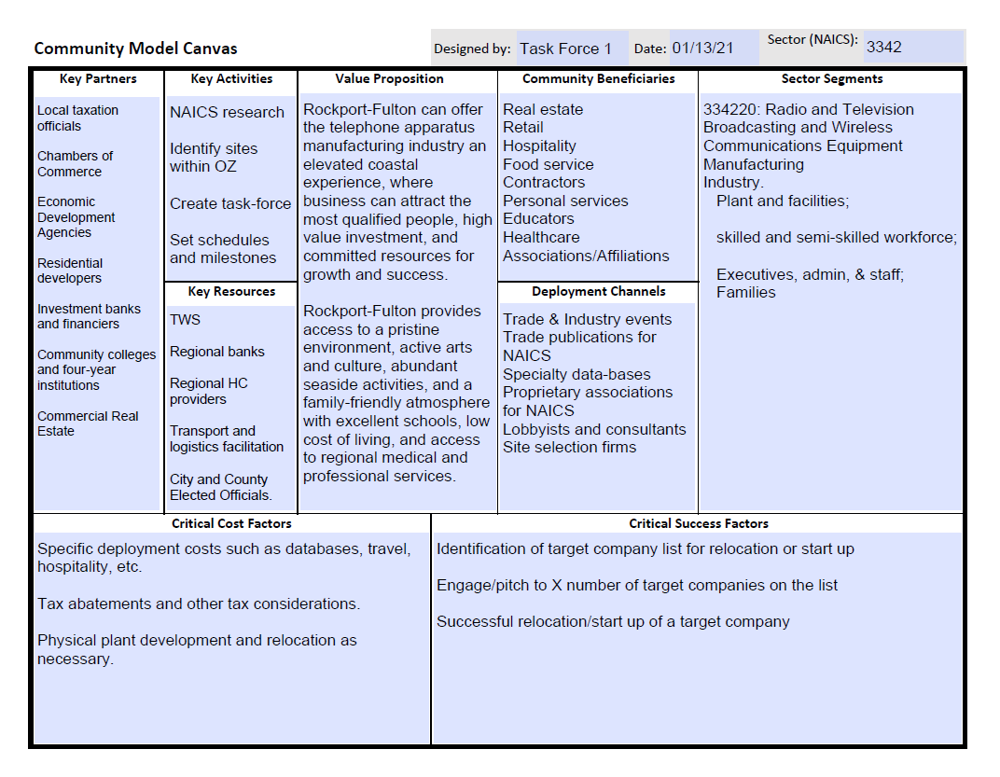 Community Model Canvas
Designed by: Task Force 1 Date: 01/13/21 Sector (NAICS): 3342
Key Partners
Local taxation
officials
Chambers of
Commerce
Economic
Development
Agencies
Residential
developers
Investment banks
and financiers
Community colleges
and four-year
institutions
Commercial Real
Estate
Key Activities
NAICS research
Identify sites
within OZ
Create task-force
Set schedules
and milestones
Key Resources
TWS
Regional banks
Regional HC
providers
Transport and
logistics facilitation
City and County
Elected Officials.
Value Proposition
Rockport-Fulton can offer
the telephone apparatus
manufacturing industry an
elevated coastal
experience, where
business can attract the
most qualified people, high
value investment, and
committed resources for
growth and success.
Rockport-Fulton provides
access to a pristine
environment, active arts
and culture, abundant
seaside activities, and a
family-friendly atmosphere
with excellent schools, low
cost of living, and access
to regional medical and
professional services.
Community Beneficiaries
Real estate
Retail
Hospitality
Food service
Contractors
Personal services
Educators
Healthcare
Associations/Affiliations
Deployment Channels
Trade & Industry events
Trade publications for
NAICS
Specialty data-bases
Proprietary associations
for NAICS
Lobbyists and consultants
Site selection firms
Sector Segments
334220: Radio and Television
Broadcasting and Wireless
Communications Equipment
Manufacturing
Industry.
Plant and facilities;
skilled and semi-skilled workforce;
Executives, admin, & staff;
Families
Critical Cost Factors
Specific deployment costs such as databases, travel,
hospitality, etc.
Tax abatements and other tax considerations.
Physical plant development and relocation as
necessary.
Critical Success Factors
Identification of target company list for relocation or start up
Engage/pitch to X number of target companies on the list
Successful relocation/start up of a target company